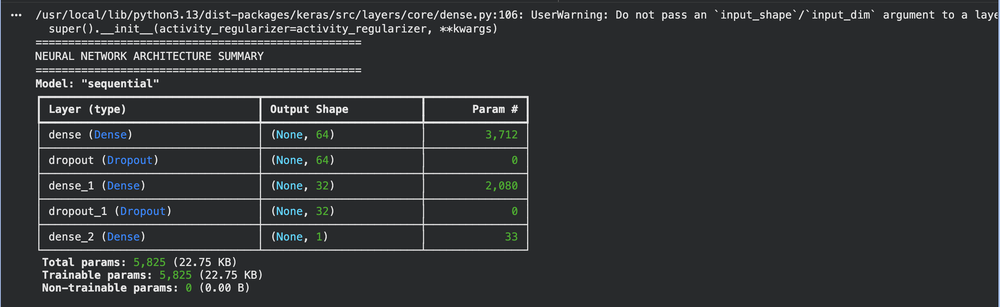 /usr/local/lib/python3.13/dist-packages/keras/src/layers/core/dense.py:106: UserWarning: Do not pass an `input_shape`/`input_dim` argument to a
super().__init__(activity_regularizer=activity_regularizer, **kwargs)
==================================================
NEURAL NETWORK ARCHITECTURE SUMMARY
==================================================
Model: "sequential"
Layer (type) Output Shape Param #
dense (Dense) (None, 64) 3,712
dropout (Dropout) (None, 64) 0
dense_1 (Dense) (None, 32) 2,080
dropout_1 (Dropout) (None, 32) 0
dense_2 (Dense) (None, 1) 33
Total params: 5,825 (22.75 KB)
Trainable params: 5,825 (22.75 KB)
Non-trainable params: 0 (0.00 B)